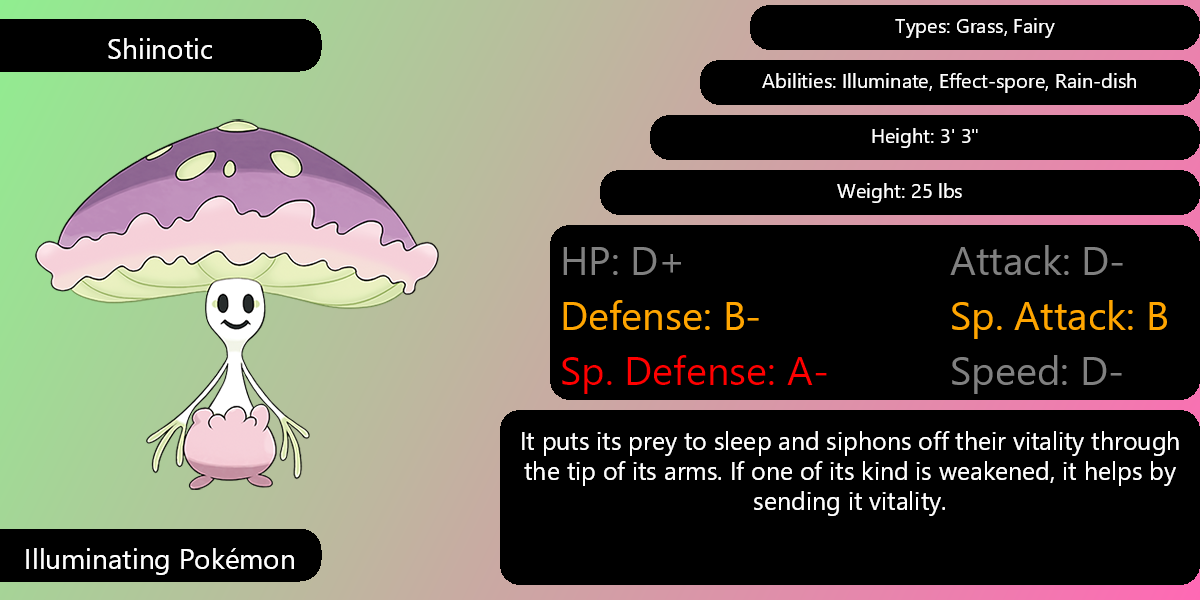 Shiinotic
Types: Grass, Fairy
Abilities: Illuminate, Effect-spore, Rain-dish
Height: 3' 3"
Weight: 25 lbs
HP: D+ Attack: D-
Defense: B- Sp. Attack: B
Sp. Defense: A- Speed: D-
It puts its prey to sleep and siphons off their vitality through
the tip of its arms. If one of its kind is weakened, it helps by
sending it vitality.
Illuminating Pokémon